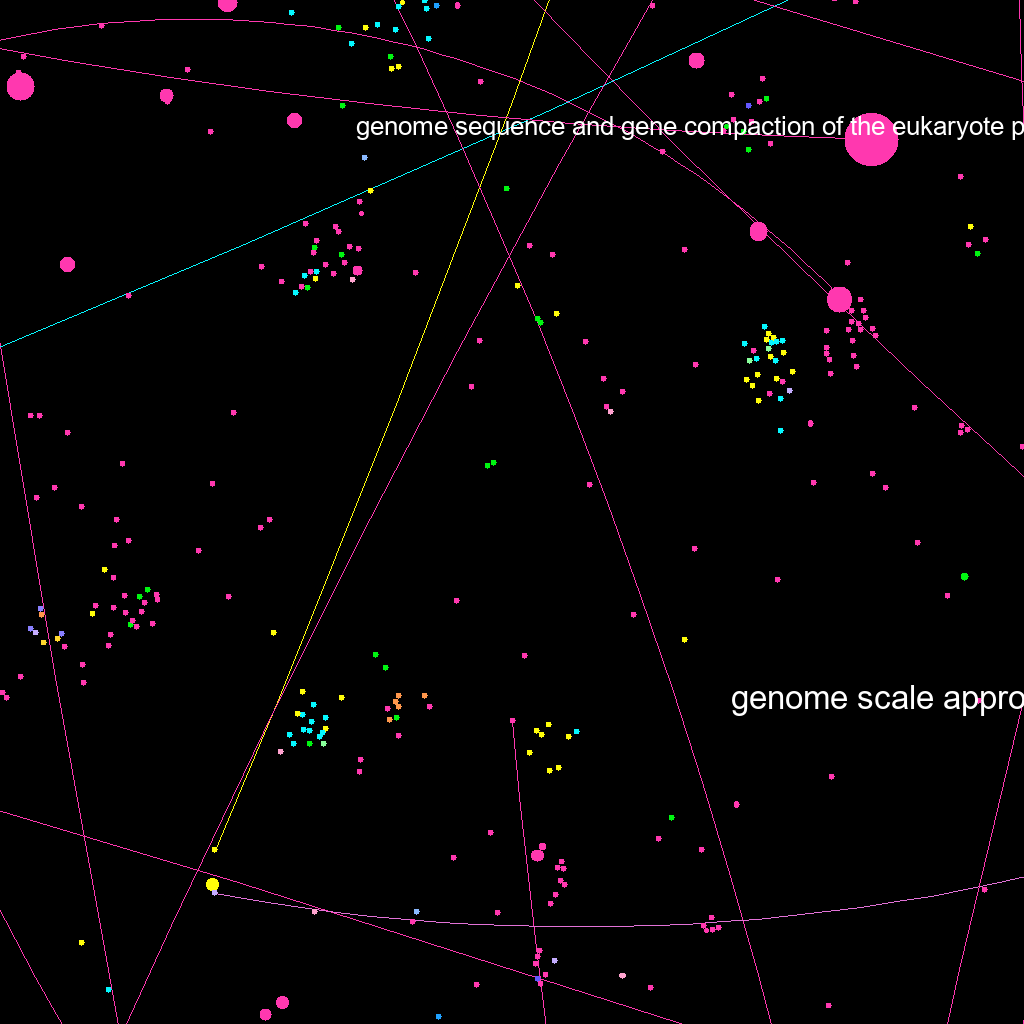 genome sequence and gene compaction of the eukaryote p
genome scale appro